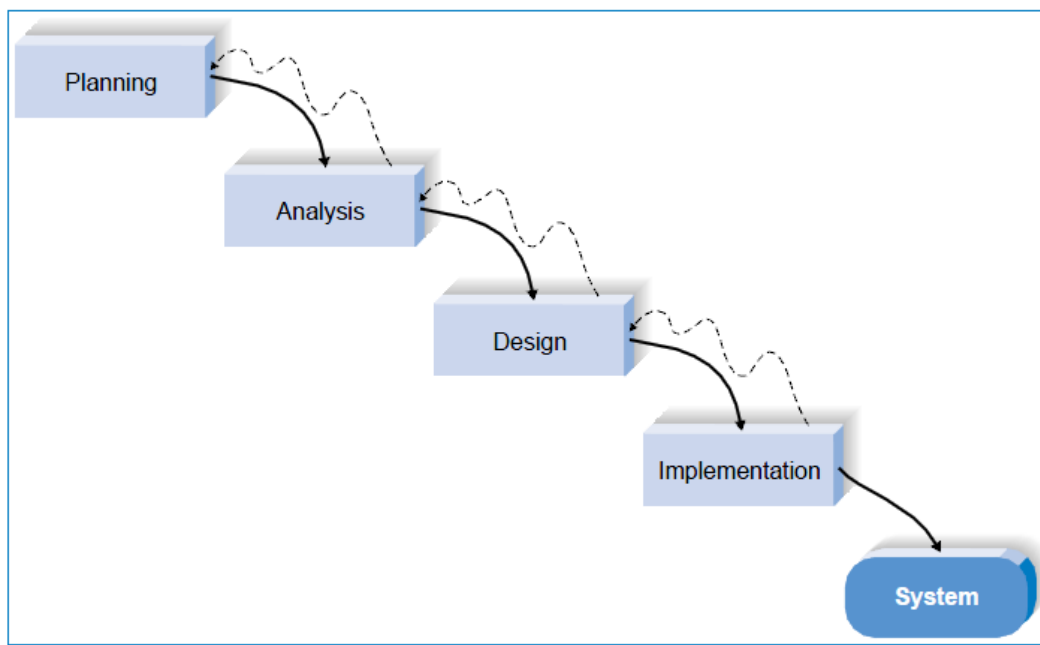 Planning
Analysis
Design
Implementation
System